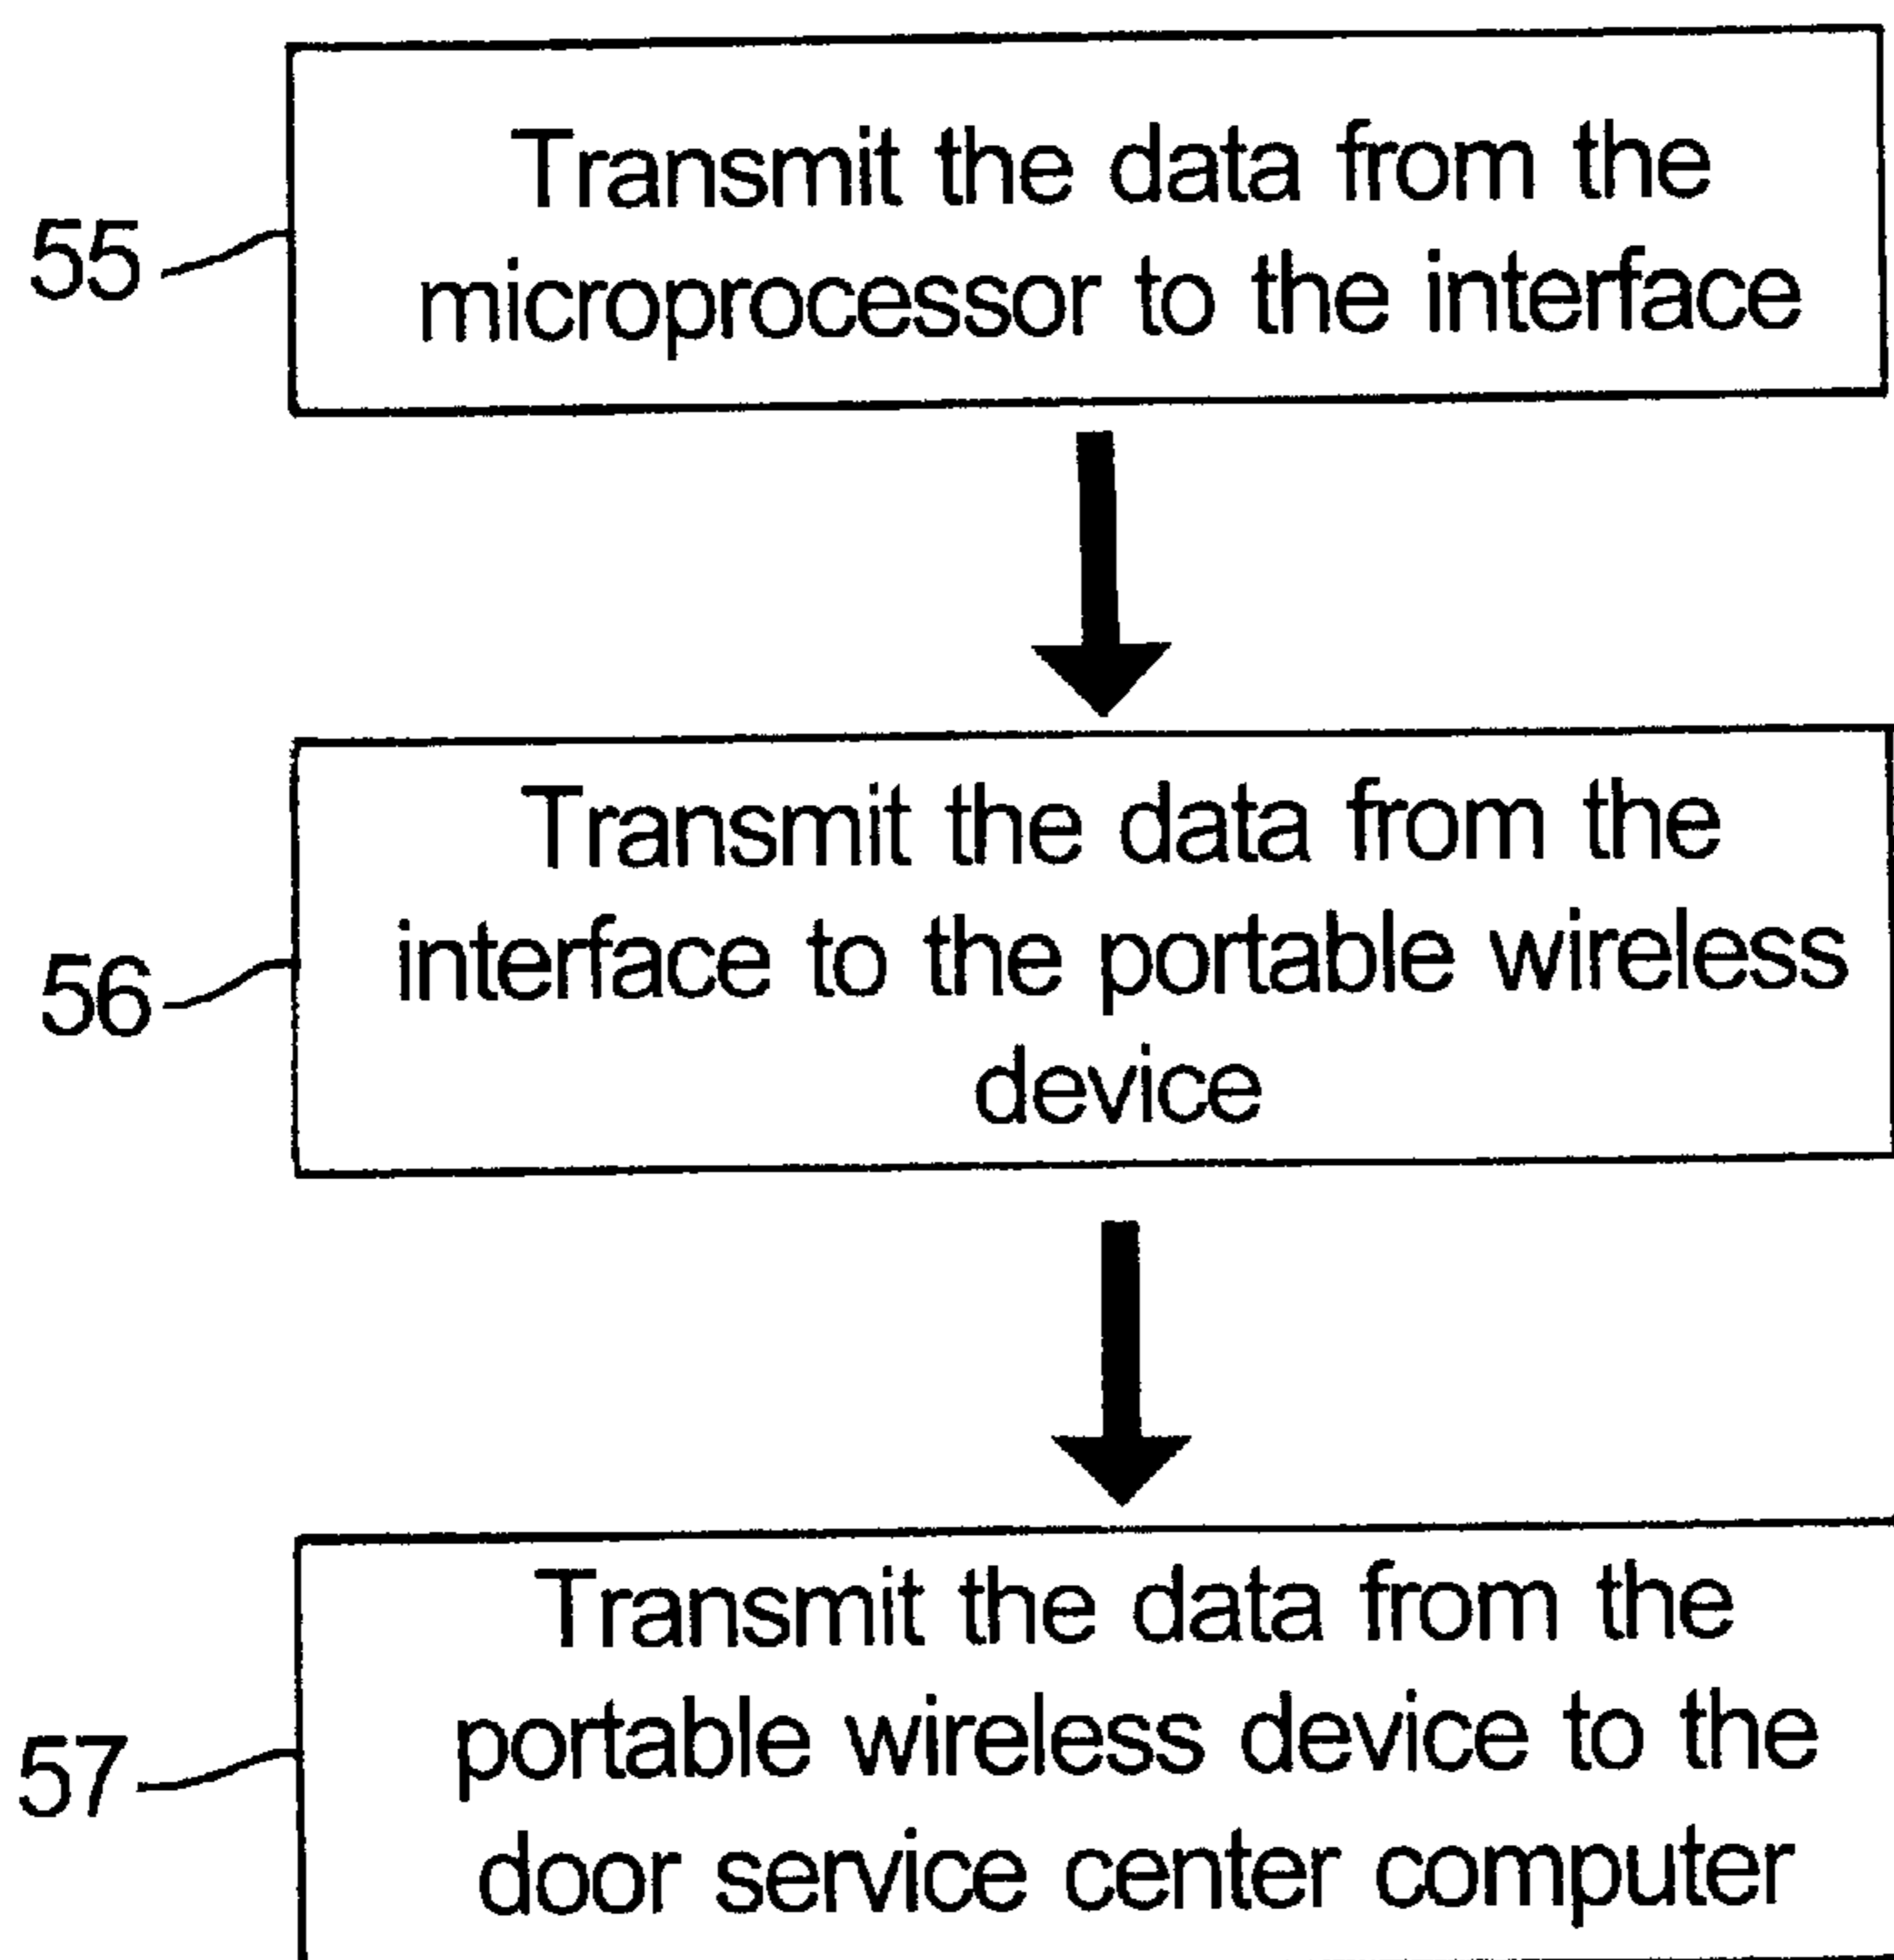 Transmit the data from the
55
microprocessor to the interface
Transmit the data from the
56
interface to the portable wireless
device
Transmit the data from the
57
portable wireless device to the
door service center computer